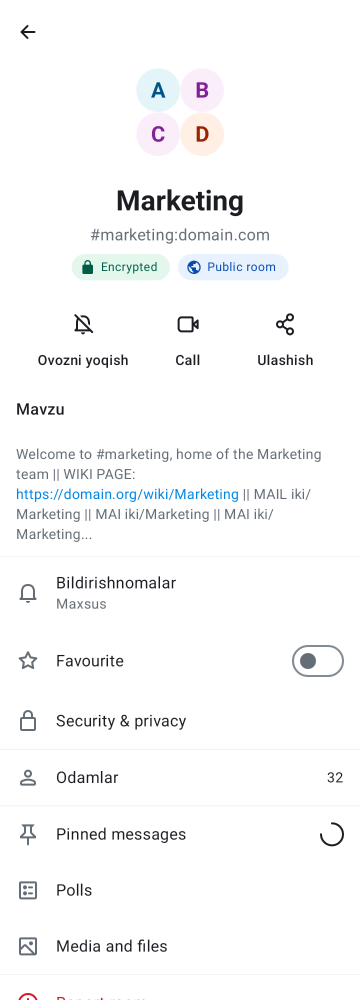 A
B
C
D
Marketing
#marketing:domain.com
Encrypted
Public room
Ovozni yoqish
Call
Ulashish
Mavzu
Welcome to #marketing, home of the Marketing
team || WIKI PAGE:
https://domain.org/wiki/Marketing || MAIL iki/
Marketing || MAI iki/Marketing || MAI iki/
Marketing...
Bildirishnomalar
Maxsus
Favourite
Security & privacy
Odamlar
32
Pinned messages
Polls
Media and files
Report room